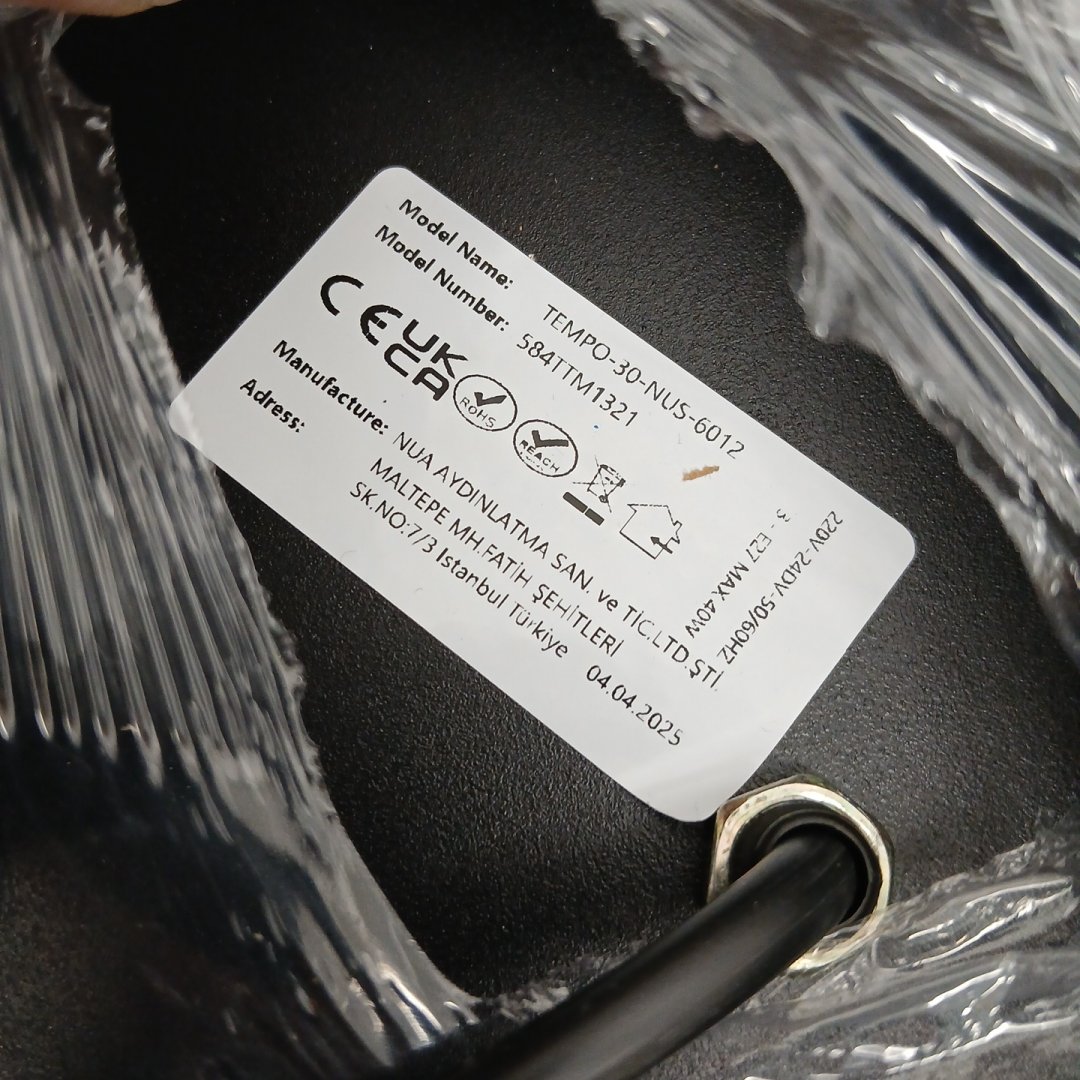 Model Name: TEMPO-30-NUS-6012
Model Number: 584TTM1321
CE UK CA
ROHS
REACH
220V-24DV-50/60HZ
3 - E27 MAX 40W
Manufacture: NUA AYDINLATMA SAN. ve TİC.LTD.ŞTİ
Adress: MALTEPE MH.FATİH ŞEHİTLERİ
SK.NO:7/3 Istanbul Türkiye 04.04.2025